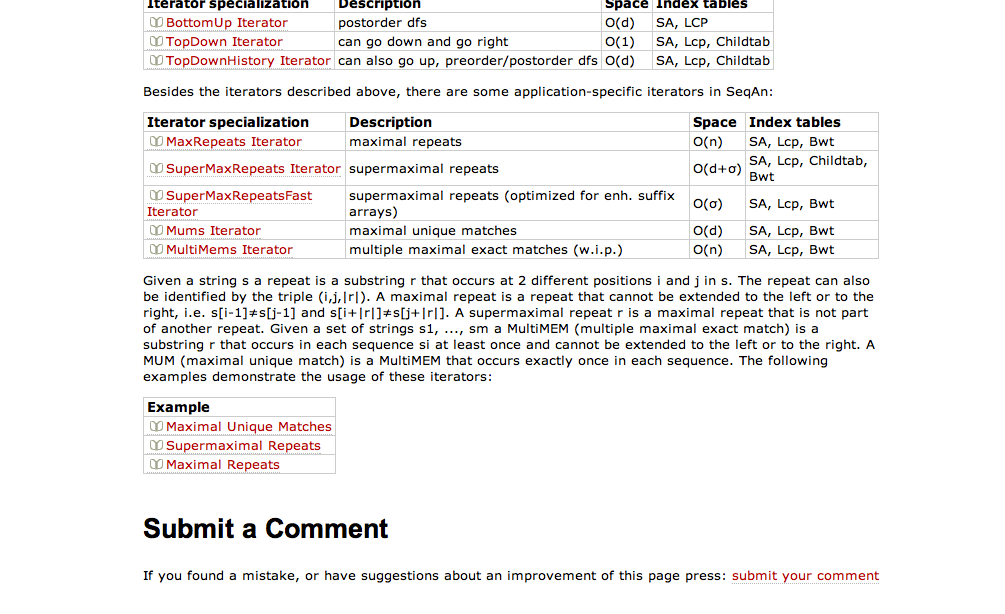 Iterator specialization Description Space Index tables
BottomUp Iterator postorder dfs O(d) SA, LCP
TopDown Iterator can go down and go right O(1) SA, Lcp, Childtab
TopDownHistory Iterator can also go up, preorder/postorder dfs O(d) SA, Lcp, Childtab
Besides the iterators described above, there are some application-specific iterators in SeqAn:
Iterator specialization Description Space Index tables
MaxRepeats Iterator maximal repeats O(n) SA, Lcp, Bwt
SuperMaxRepeats Iterator supermaximal repeats O(d+σ) SA, Lcp, Childtab,
Bwt
SuperMaxRepeatsFast
Iterator supermaximal repeats (optimized for enh. suffix
arrays) O(σ) SA, Lcp, Bwt
Mums Iterator maximal unique matches O(d) SA, Lcp, Bwt
MultiMems Iterator multiple maximal exact matches (w.i.p.) O(n) SA, Lcp, Bwt
Given a string s a repeat is a substring r that occurs at 2 different positions i and j in s. The repeat can also
be identified by the triple (i,j,|r|). A maximal repeat is a repeat that cannot be extended to the left or to the
right, i.e. s[i-1]≠s[j-1] and s[i+|r|]≠s[j+|r|]. A supermaximal repeat r is a maximal repeat that is not part
of another repeat. Given a set of strings s1, ..., sm a MultiMEM (multiple maximal exact match) is a
substring r that occurs in each sequence si at least once and cannot be extended to the left or to the right. A
MUM (maximal unique match) is a MultiMEM that occurs exactly once in each sequence. The following
examples demonstrate the usage of these iterators:
Example
Maximal Unique Matches
Supermaximal Repeats
Maximal Repeats
Submit a Comment
If you found a mistake, or have suggestions about an improvement of this page press: submit your comment